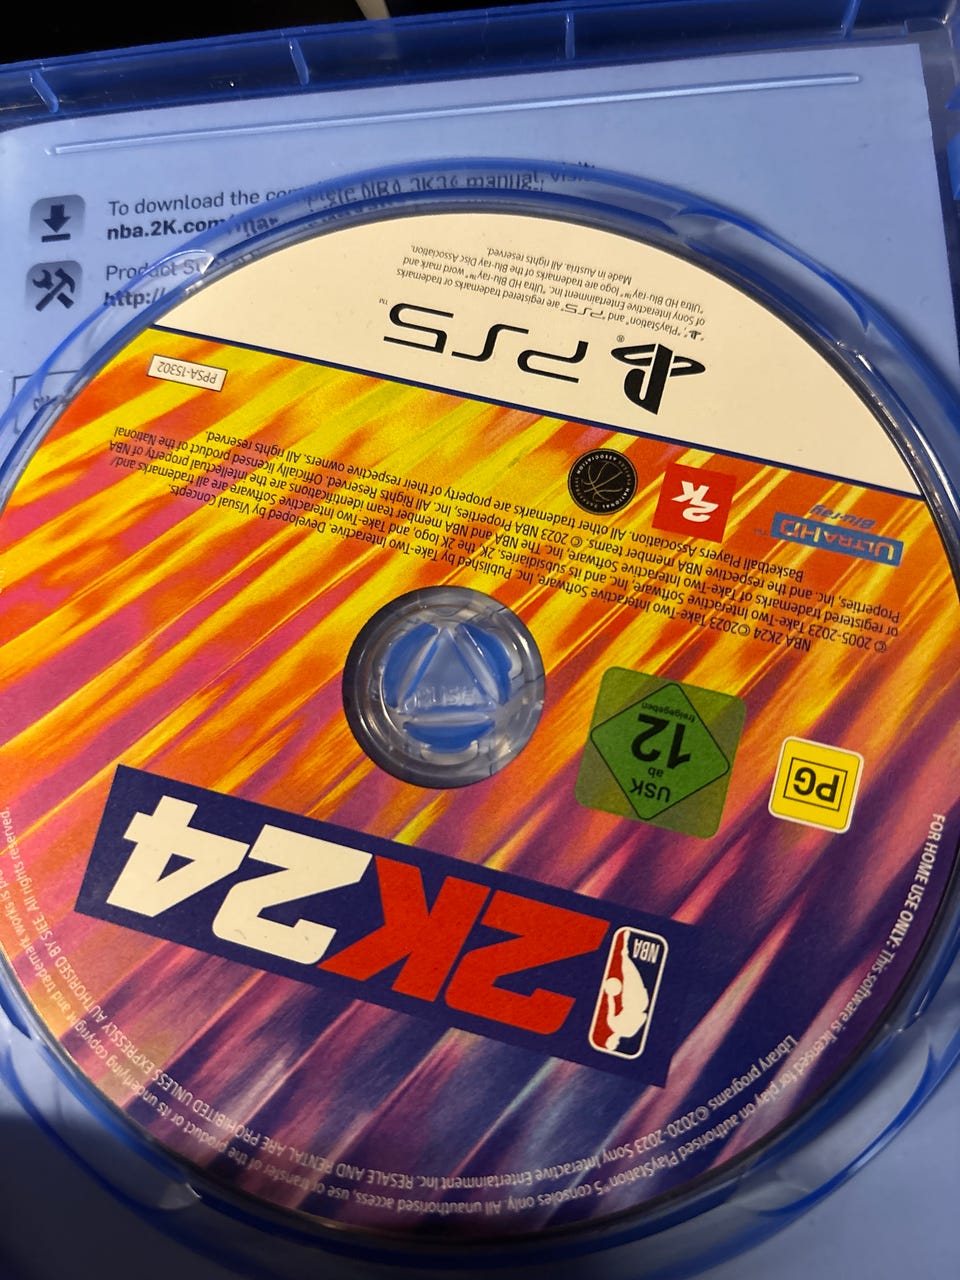 To download the complete NBA 2K24 manual, visit:
nba.2K.com/
Product
http://
NBA
2K24
FOR HOME USE ONLY: This software is licensed for play on authorised PlayStation®5 consoles only. All unauthorised access, use or transfer of the product or its underlying copyright and trademark works is
Library programs ©2020-2023 Sony Interactive Entertainment Inc. RESALE AND RENTAL ARE PROHIBITED UNLESS EXPRESSLY AUTHORISED BY SIEE. All rights reserved.
PG
USK
ab
12
freigegeben
NBA 2K24 ©2023 Take-Two Interactive Software, Inc. Published by Take-Two Interactive. Developed by Visual Concepts.
© 2005-2023 Take-Two Interactive Software, Inc. and its subsidiaries. 2K, the 2K logo, and Take-Two Interactive Software are all trademarks and/
or registered trademarks of Take-Two Interactive Software, Inc. The NBA and NBA member team identifications are the intellectual property of NBA
Properties, Inc. and the respective NBA member teams. © 2023 NBA Properties, Inc. All Rights Reserved. Officially licensed product of the National
Basketball Players Association. All other trademarks are property of their respective owners. All rights reserved.
ULTRAHD
Blu-ray™
2K
NATIONAL BASKETBALL PLAYERS ASSOCIATION
PPSA-15302
PS5™
"PlayStation" and "PS5" are registered trademarks or trademarks
of Sony Interactive Entertainment Inc. "Ultra HD Blu-ray™" word mark and
"Ultra HD Blu-ray™" logo are trademarks of the Blu-ray Disc Association.
Made in Austria. All rights reserved.